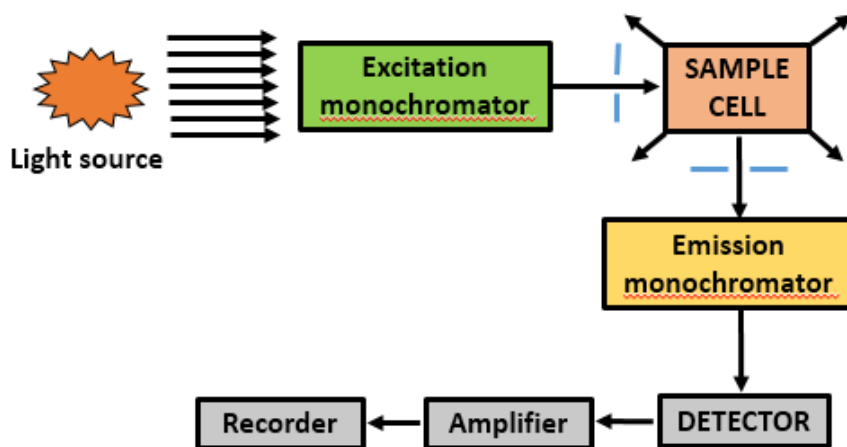 Light source
Excitation
monochromator
SAMPLE
CELL
Emission
monochromator
DETECTOR
Amplifier
Recorder